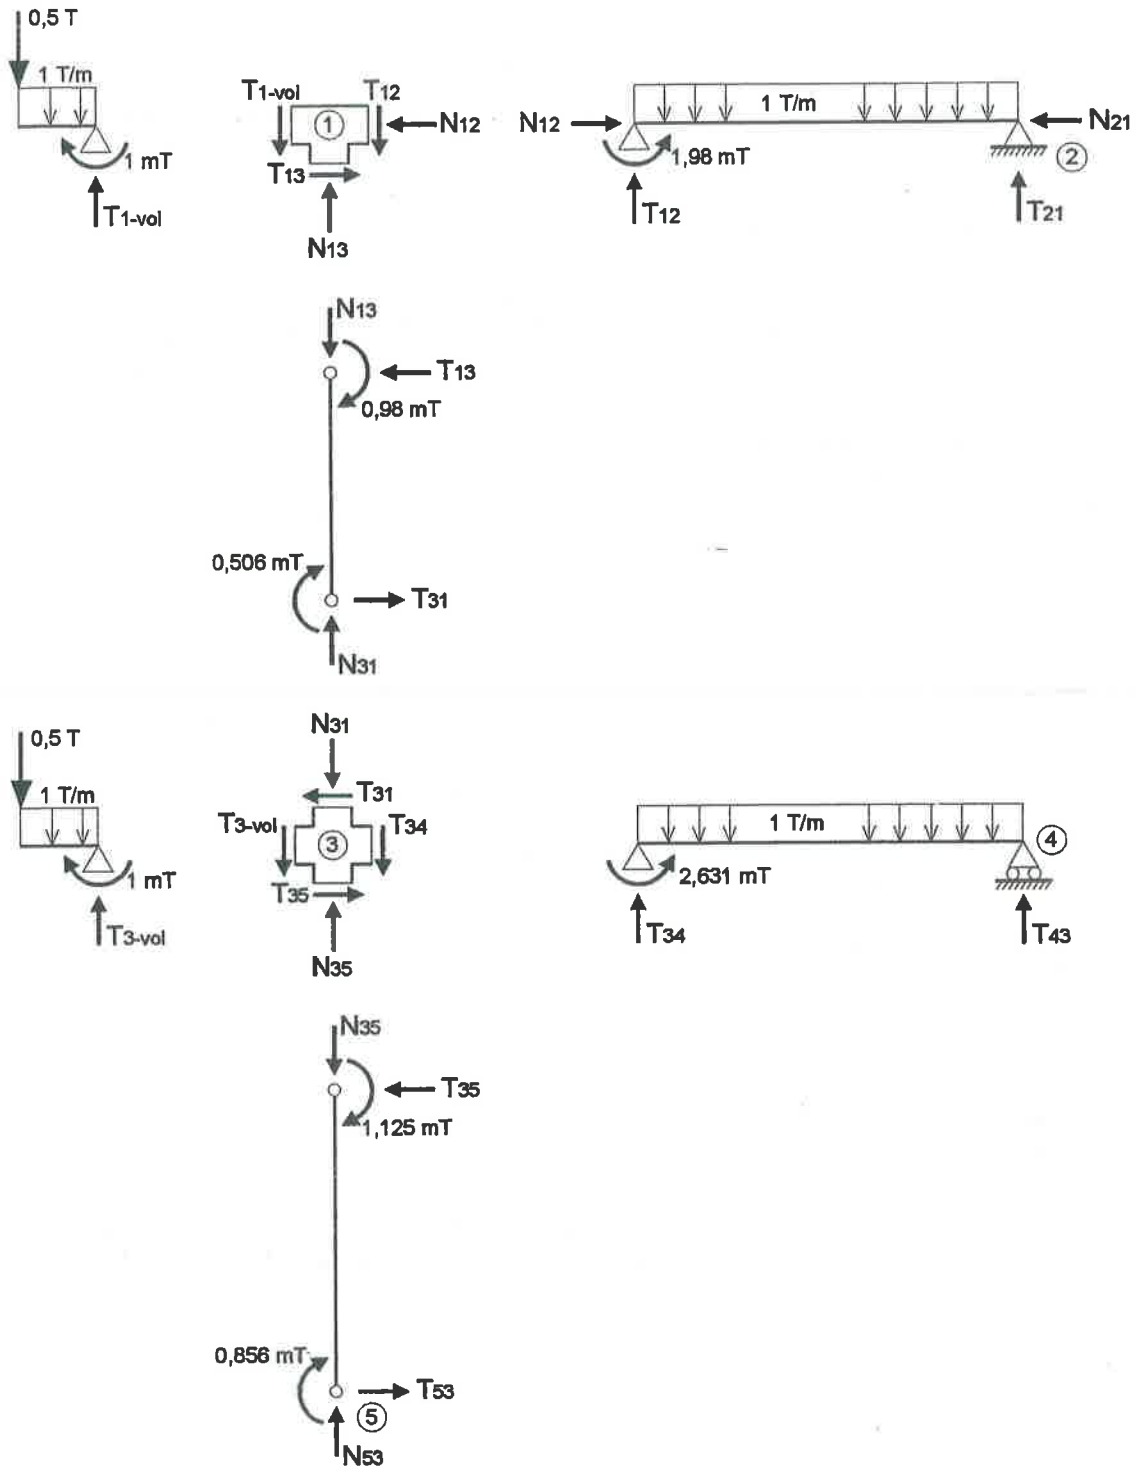 0,5 T
1 T/m
1 mT
T1-vol
T1-vol T12
1
N12
T13
N13
N12
1 T/m
N21
1,98 mT
2
T12
T21
N13
T13
0,98 mT
0,506 mT
T31
N31
0,5 T
1 T/m
1 mT
T3-vol
N31
T31
T3-vol T34
3
T35
N35
1 T/m
4
2,631 mT
T34
T43
N35
T35
1,125 mT
0,856 mT
T53
5
N53